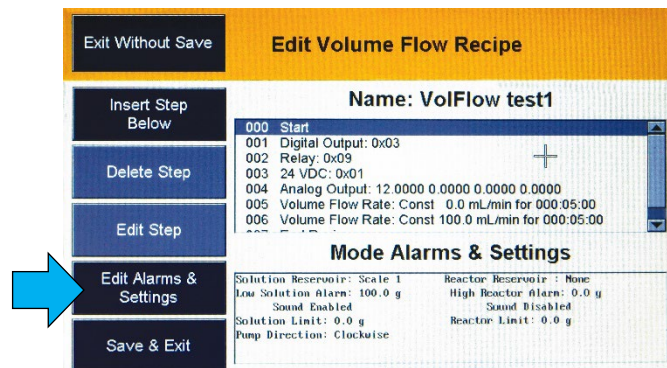 Exit Without Save
Edit Volume Flow Recipe
Insert Step
Below
Delete Step
Edit Step
Edit Alarms &
Settings
Save & Exit
Name: VolFlow test1
000 Start
001 Digital Output: 0x03
002 Relay: 0x09
003 24 VDC: 0x01
004 Analog Output: 12.0000 0.0000 0.0000 0.0000
005 Volume Flow Rate: Const 0.0 mL/min for 000:05:00
006 Volume Flow Rate: Const 100.0 mL/min for 000:05:00
Mode Alarms & Settings
Solution Reservoir: Scale 1 Reactor Reservoir : None
Low Solution Alarm: 100.0 g High Reactor Alarm: 0.0 g
Sound Enabled Sound Disabled
Solution Limit: 0.0 g Reactor Limit: 0.0 g
Pump Direction: Clockwise